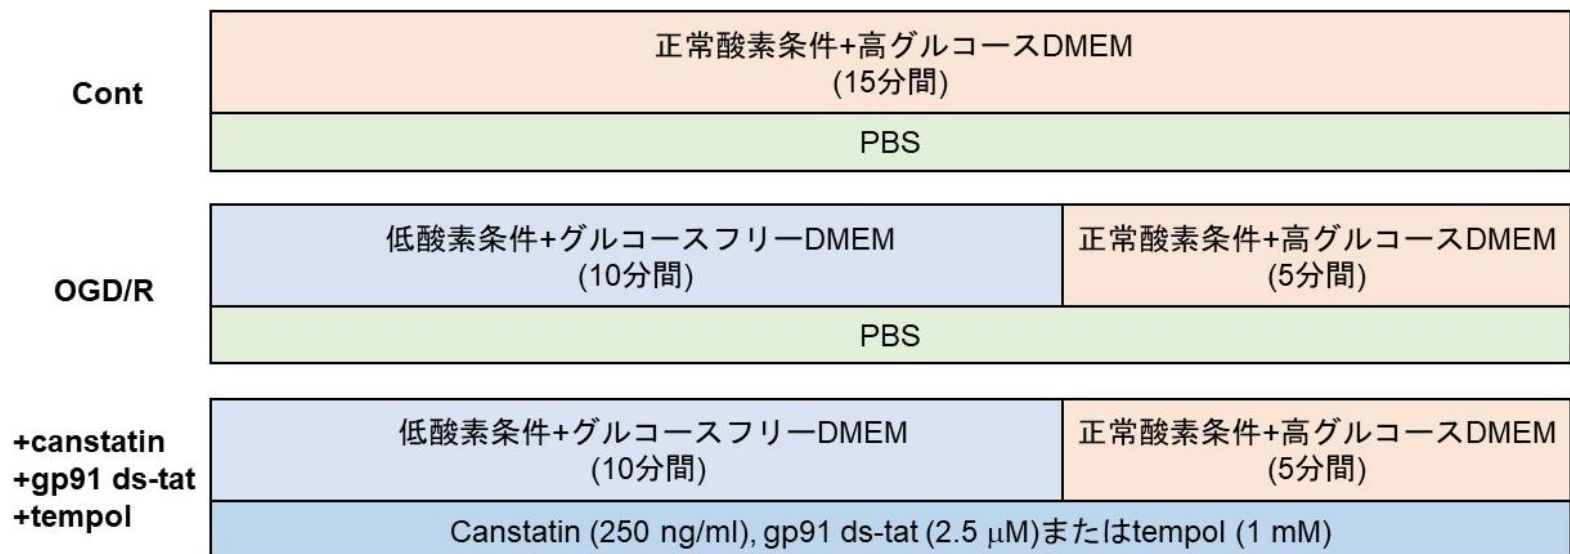 Cont
正常酸素条件+高グルコースDMEM
(15分間)
PBS
OGD/R
低酸素条件+グルコースフリーDMEM
(10分間)
正常酸素条件+高グルコースDMEM
(5分間)
PBS
+canstatin
+gp91 ds-tat
+tempol
低酸素条件+グルコースフリーDMEM
(10分間)
正常酸素条件+高グルコースDMEM
(5分間)
Canstatin (250 ng/ml), gp91 ds-tat (2.5 μM)またはtempol (1 mM)